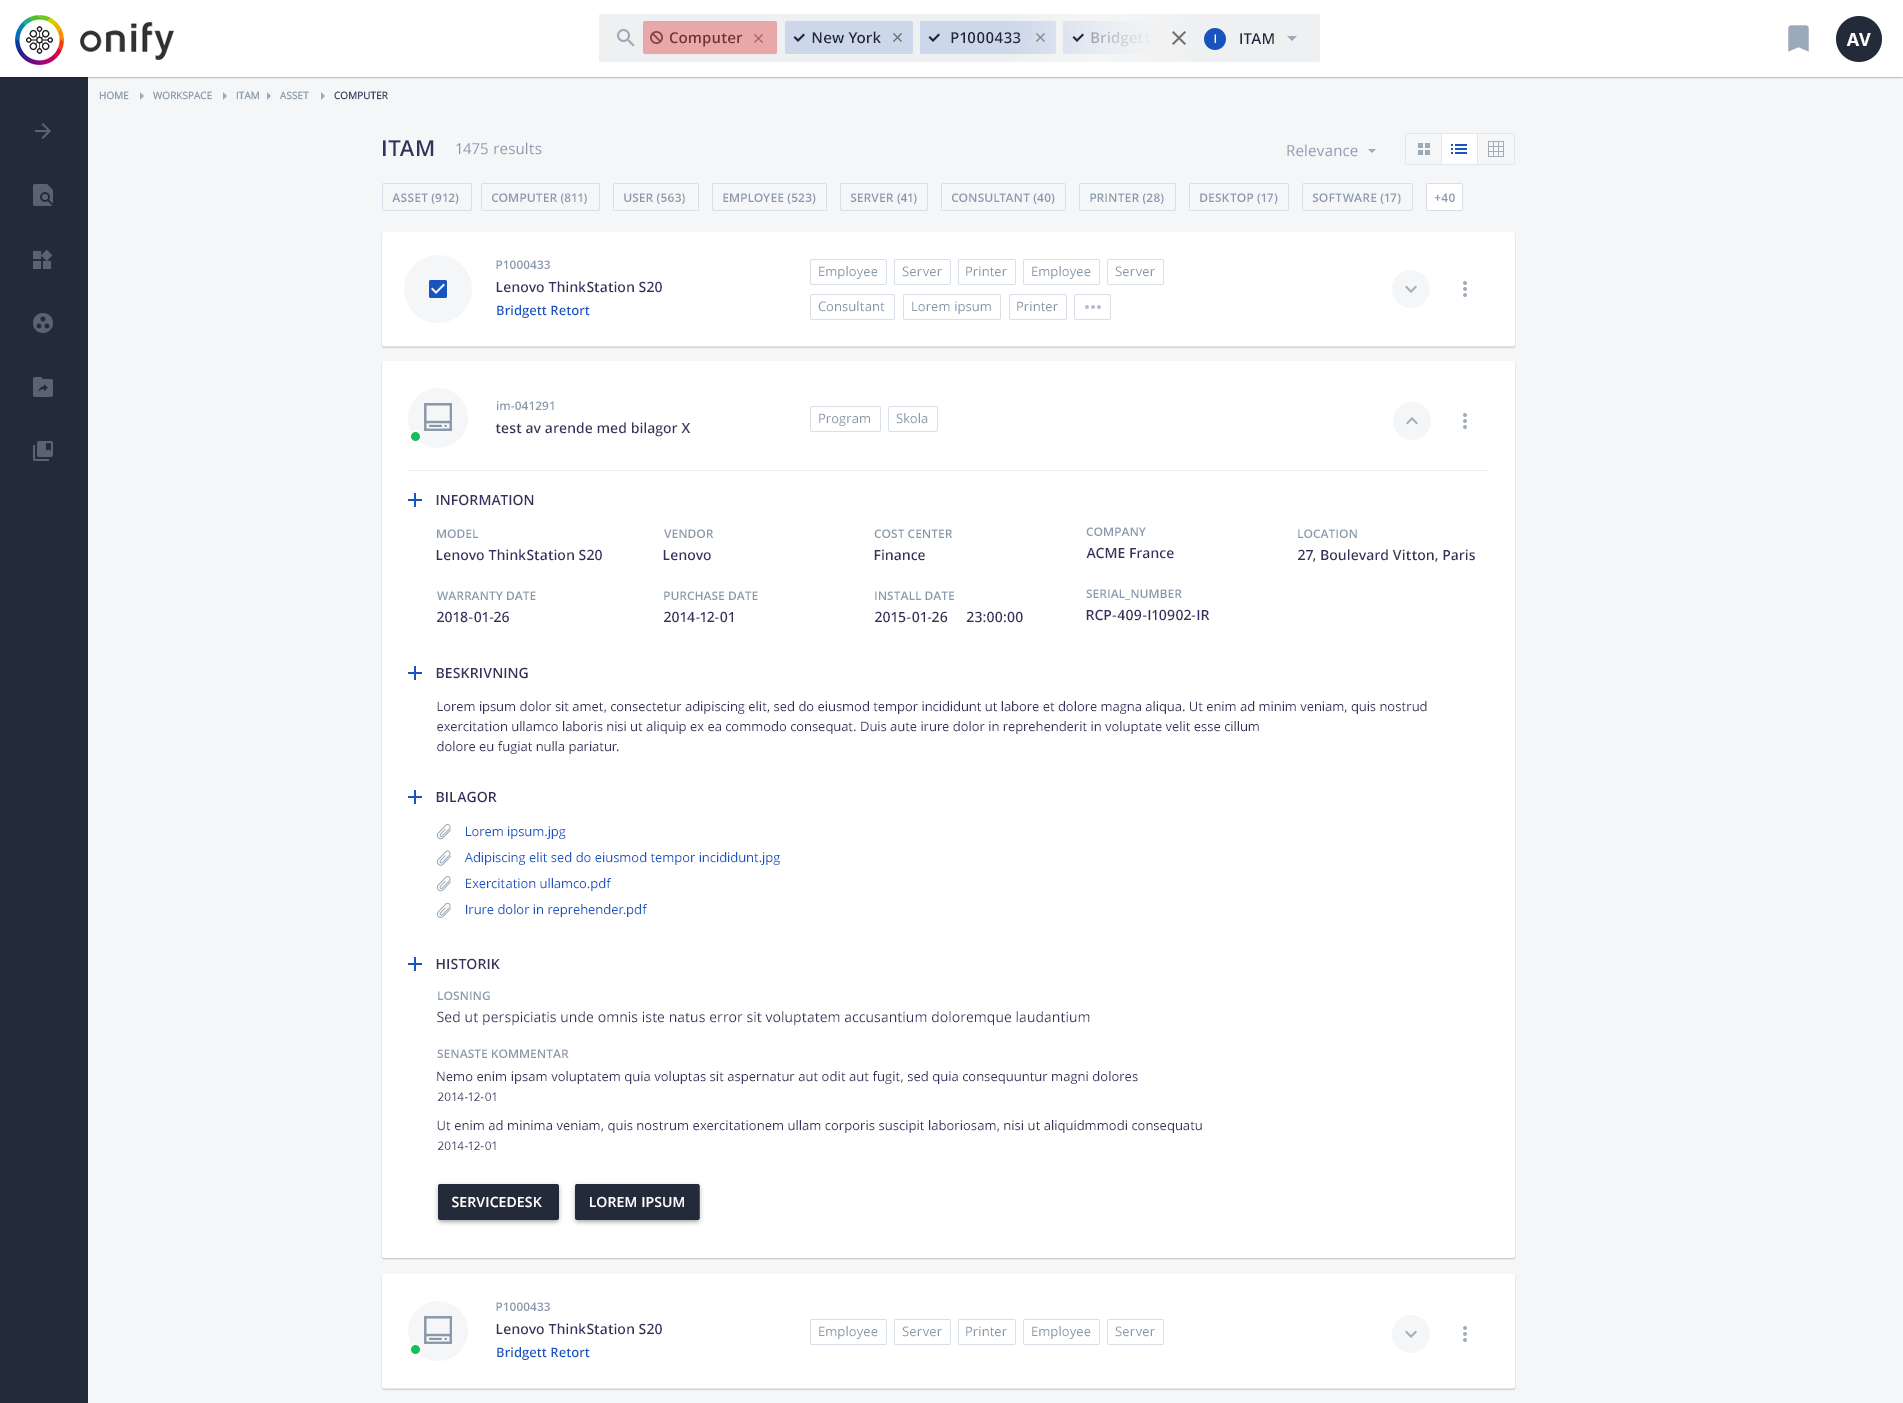 onify
Computer New York P1000433 Bridgett I ITAM
AV
HOME WORKSPACE ITAM ASSET COMPUTER
ITAM 1475 results
Relevance
ASSET (912) COMPUTER (811) USER (563) EMPLOYEE (523) SERVER (41) CONSULTANT (40) PRINTER (28) DESKTOP (17) SOFTWARE (17) +40
P1000433
Lenovo ThinkStation S20
Bridgett Retort
Employee Server Printer Employee Server
Consultant Lorem ipsum Printer
im-041291
test av arende med bilagor X
Program Skola
INFORMATION
MODEL VENDOR COST CENTER COMPANY LOCATION
Lenovo ThinkStation S20 Lenovo Finance ACME France 27, Boulevard Vitton, Paris
WARRANTY DATE PURCHASE DATE INSTALL DATE SERIAL_NUMBER
2018-01-26 2014-12-01 2015-01-26 23:00:00 RCP-409-I10902-IR
BESKRIVNING
Lorem ipsum dolor sit amet, consectetur adipiscing elit, sed do eiusmod tempor incididunt ut labore et dolore magna aliqua. Ut enim ad minim veniam, quis nostrud
exercitation ullamco laboris nisi ut aliquip ex ea commodo consequat. Duis aute irure dolor in reprehenderit in voluptate velit esse cillum
dolore eu fugiat nulla pariatur.
BILAGOR
Lorem ipsum.jpg
Adipiscing elit sed do eiusmod tempor incididunt.jpg
Exercitation ullamco.pdf
Irure dolor in reprehender.pdf
HISTORIK
LOSNING
Sed ut perspiciatis unde omnis iste natus error sit voluptatem accusantium doloremque laudantium
SENASTE KOMMENTAR
Nemo enim ipsam voluptatem quia voluptas sit aspernatur aut odit aut fugit, sed quia consequuntur magni dolores
2014-12-01
Ut enim ad minima veniam, quis nostrum exercitationem ullam corporis suscipit laboriosam, nisi ut aliquidmmodi consequatu
2014-12-01
SERVICEDESK LOREM IPSUM
P1000433
Lenovo ThinkStation S20
Bridgett Retort
Employee Server Printer Employee Server